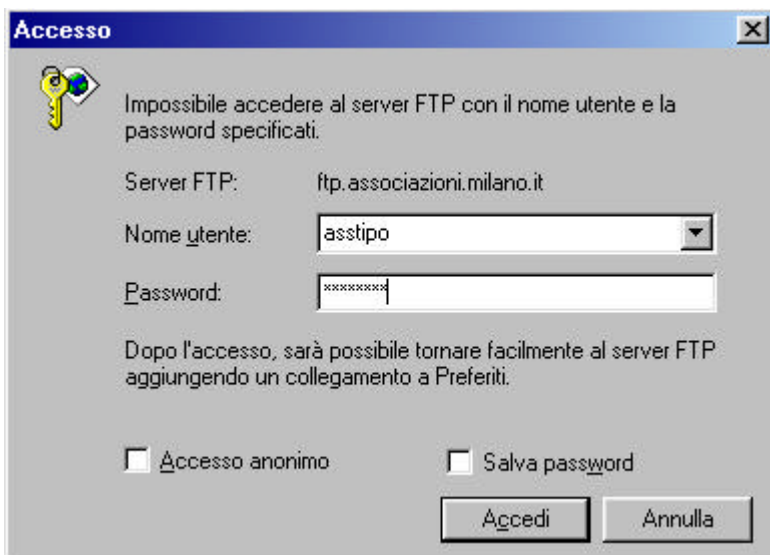 Accesso
Impossibile accedere al server FTP con il nome utente e la
password specificati.
Server FTP: ftp.associazioni.milano.it
Nome utente: asstipo
Password: ********
Dopo l'accesso, sarà possibile tornare facilmente al server FTP
aggiungendo un collegamento a Preferiti.
Accesso anonimo Salva password
Accedi Annulla